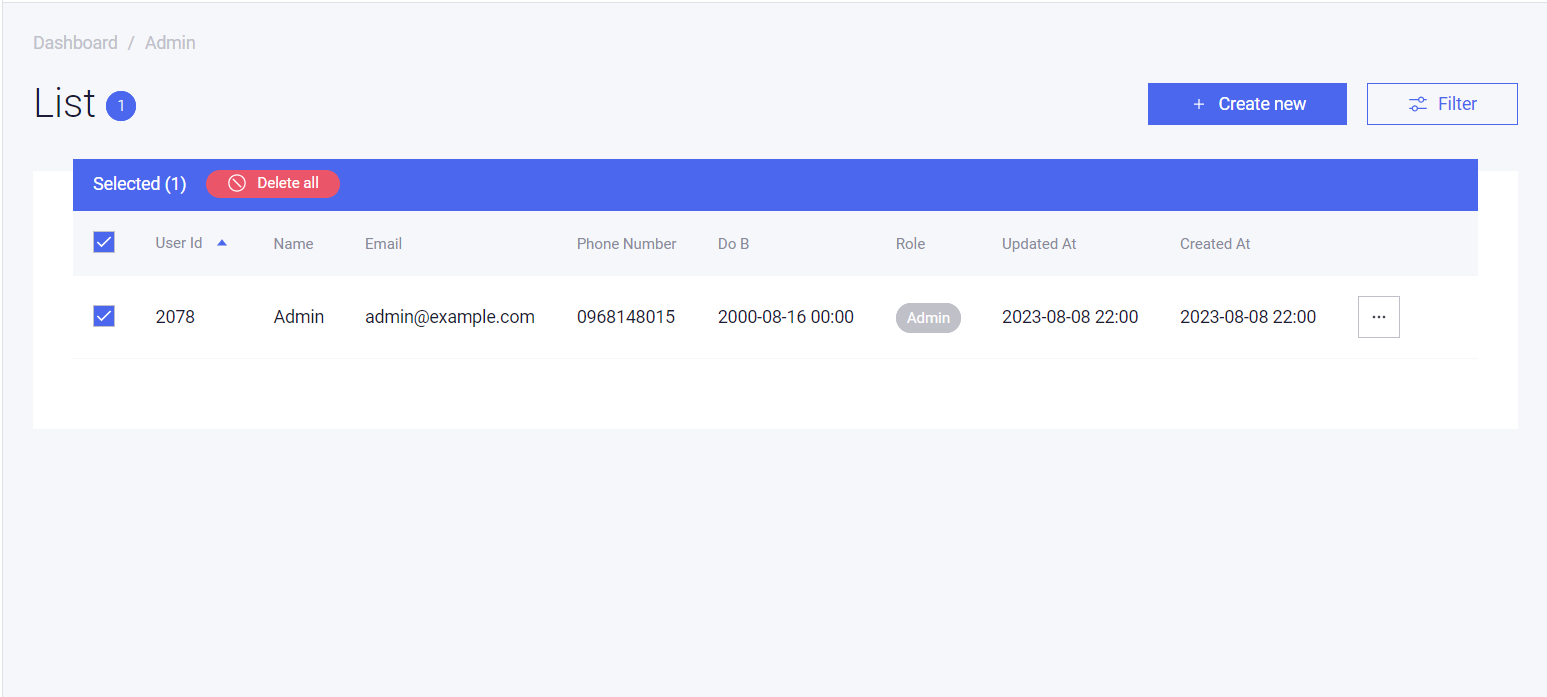 Dashboard / Admin
List 1
+ Create new
Filter
Selected (1) Delete all
User Id Name Email Phone Number Do B Role Updated At Created At
2078 Admin admin@example.com 0968148015 2000-08-16 00:00 Admin 2023-08-08 22:00 2023-08-08 22:00 ...